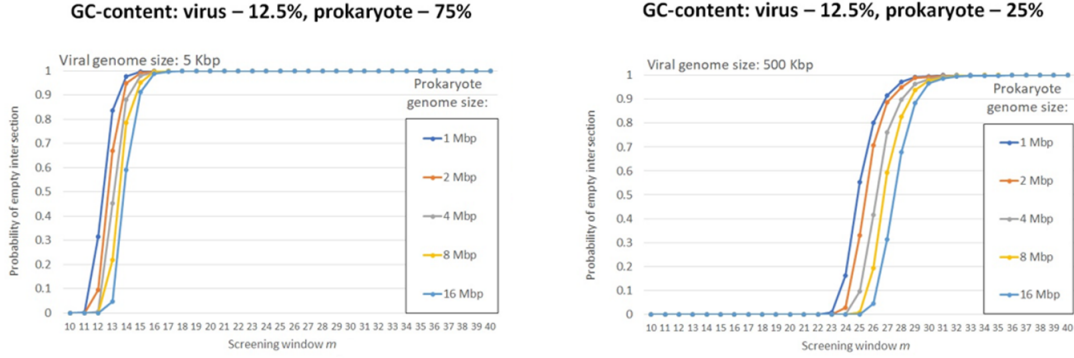 GC-content: virus – 12.5%, prokaryote – 75%
Viral genome size: 5 Kbp
Probability of empty intersection
1
0.9
0.8
0.7
0.6
0.5
0.4
0.3
0.2
0.1
0
Prokaryote
genome size:
1 Mbp
2 Mbp
4 Mbp
8 Mbp
16 Mbp
10 11 12 13 14 15 16 17 18 19 20 21 22 23 24 25 26 27 28 29 30 31 32 33 34 35 36 37 38 39 40
Screening window m
GC-content: virus – 12.5%, prokaryote – 25%
Viral genome size: 500 Kbp
Probability of empty intersection
1
0.9
0.8
0.7
0.6
0.5
0.4
0.3
0.2
0.1
0
Prokaryote
genome size:
1 Mbp
2 Mbp
4 Mbp
8 Mbp
16 Mbp
10 11 12 13 14 15 16 17 18 19 20 21 22 23 24 25 26 27 28 29 30 31 32 33 34 35 36 37 38 39 40
Screening window m